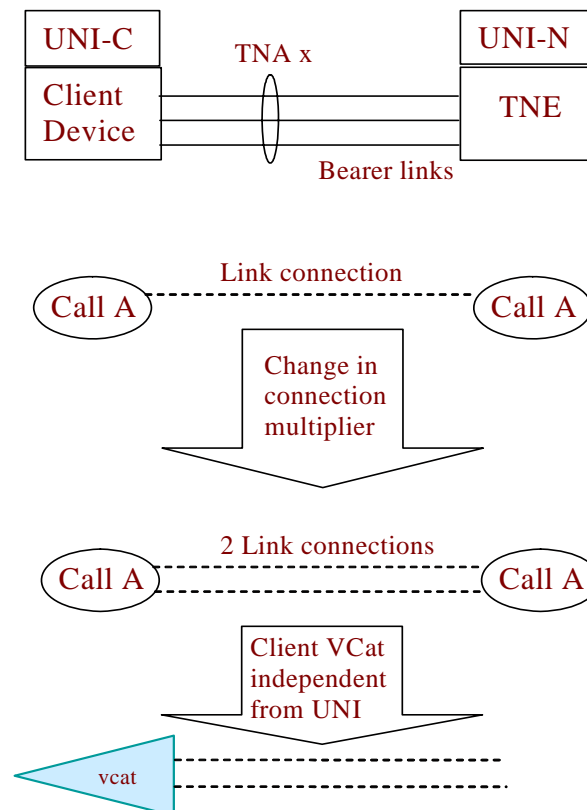 UNI-C
UNI-N
TNA x
Client
Device
TNE
Bearer links
Link connection
Call A
Call A
Change in
connection
multiplier
2 Link connections
Call A
Call A
Client VCat
independent
from UNI
vcat